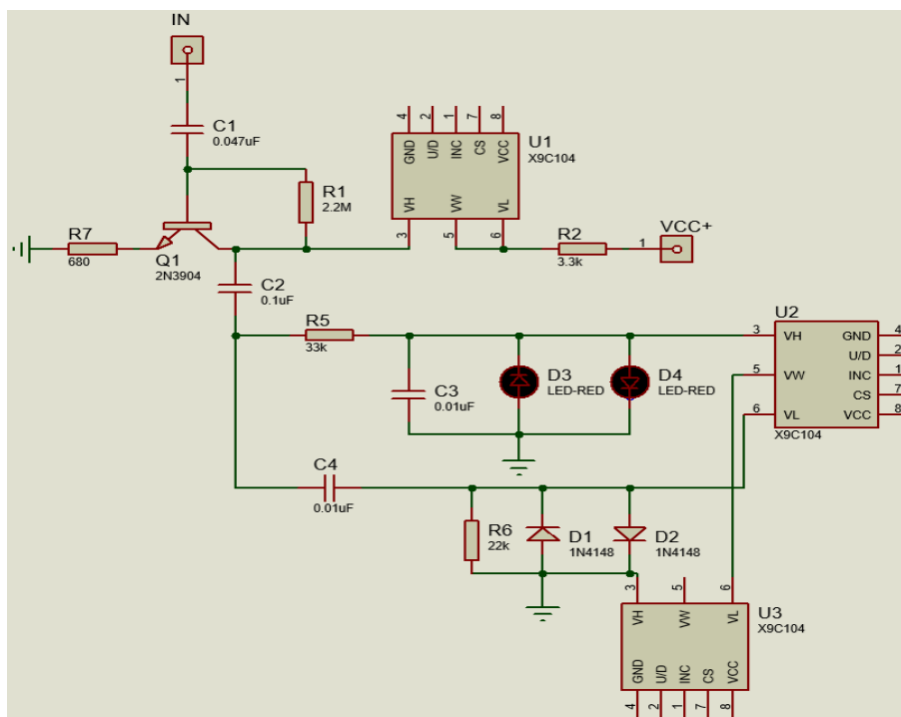 IN
1
C1
0.047uF
R1
2.2M
4 2 1 7 8
GND U/D INC CS VCC
U1
X9C104
VH VW VL
3 5 6
R7
680
Q1
2N3904
R2
3.3k
VCC+
1
C2
0.1uF
R5
33k
C3
0.01uF
D3
LED-RED
D4
LED-RED
U2
3 VH GND 4
U/D 2
5 VW INC 1
CS 7
6 VL VCC 8
X9C104
C4
0.01uF
R6
22k
D1
1N4148
D2
1N4148
3 5 6
VH VW VL
U3
X9C104
GND U/D INC CS VCC
4 2 1 7 8